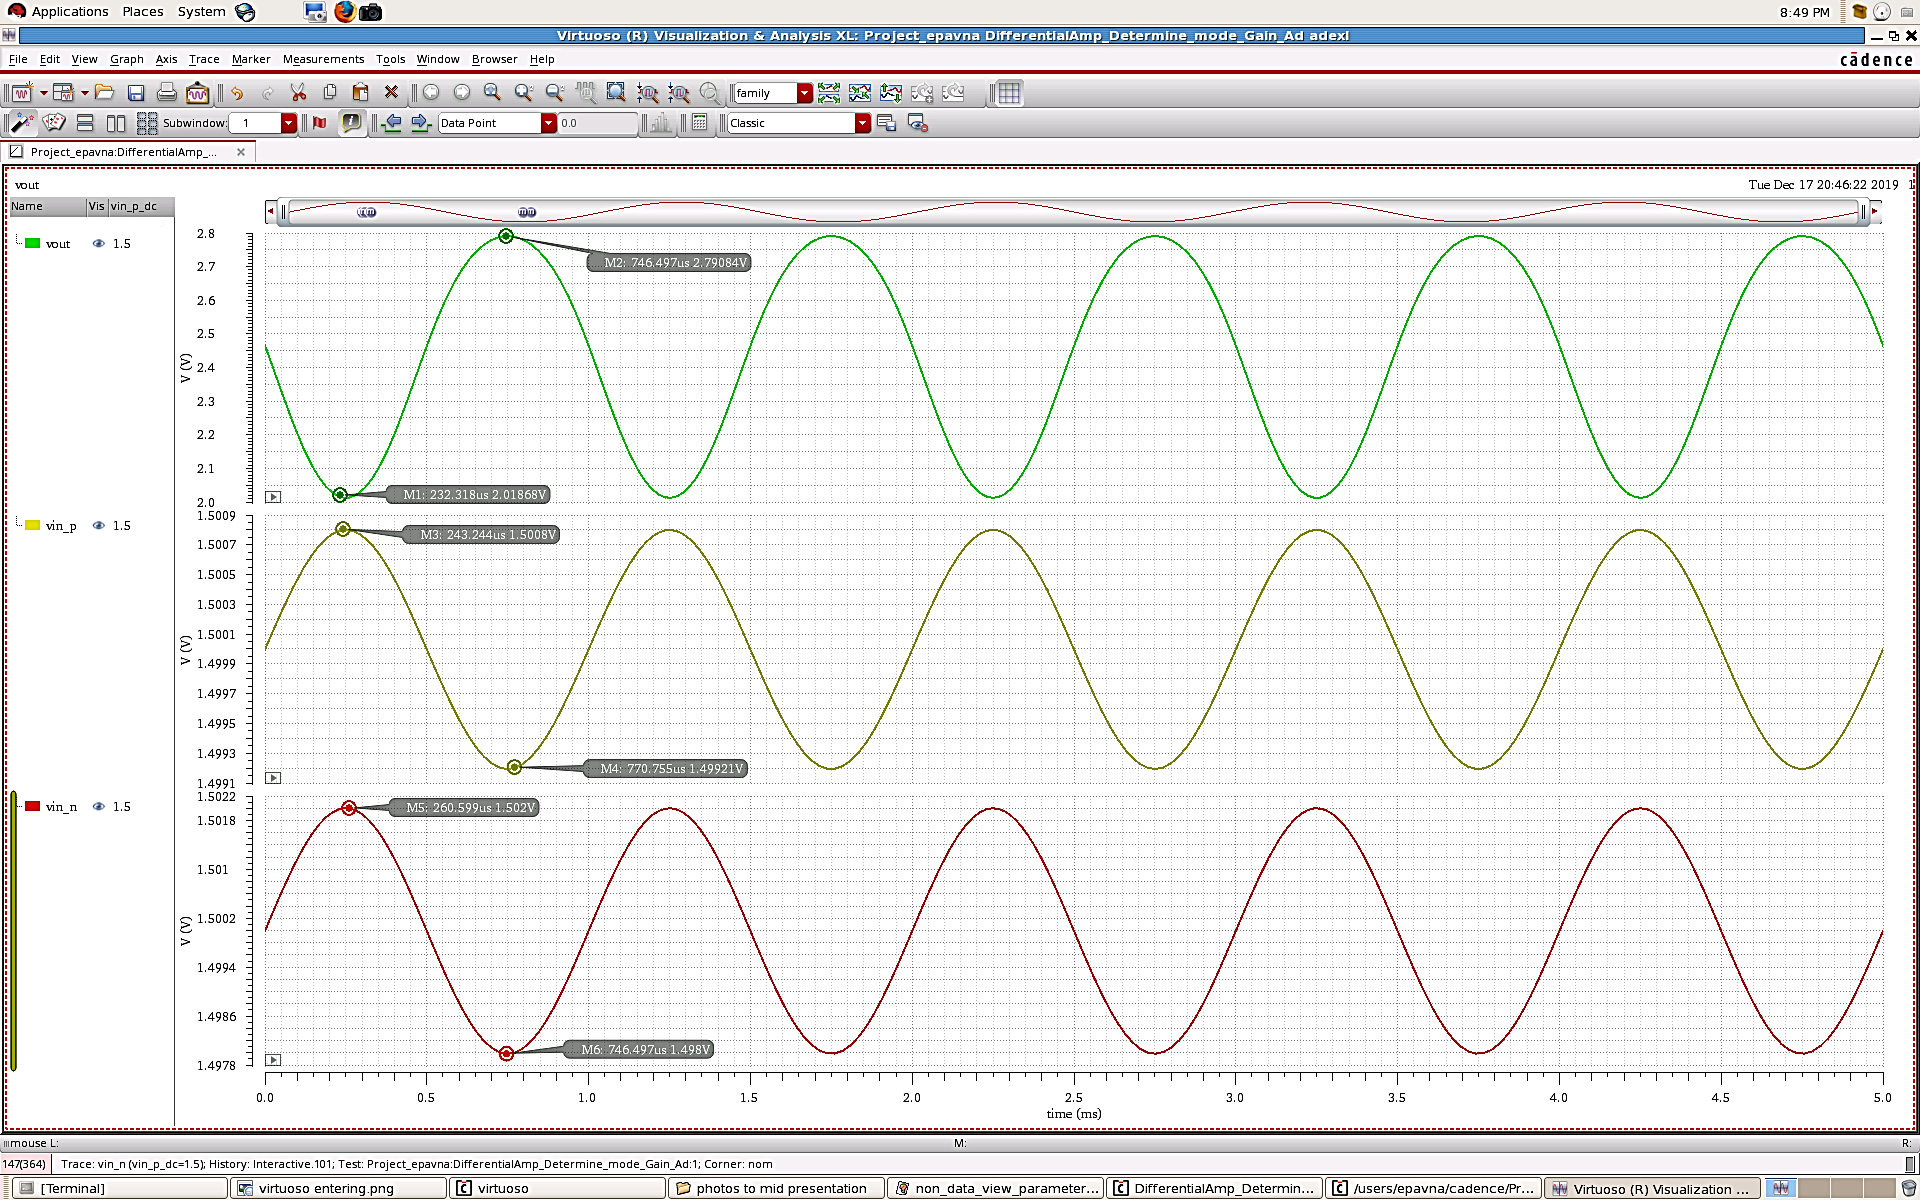 Applications Places System 8:49 PM
Virtuoso (R) Visualization & Analysis XL: Project_epavna DifferentialAmp_Determine_mode_Gain_Ad adexl
File Edit View Graph Axis Trace Marker Measurements Tools Window Browser Help cādence
family
Subwindow: 1 Data Point 0.0 Classic
Project_epavna:DifferentialAmp_...
vout Tue Dec 17 20:46:22 2019 1
Name Vis vin_p_dc
vout 1.5
2.8
2.7
2.6
2.5
2.4
2.3
2.2
2.1
2.0
V (V)
M2: 746.497us 2.79084V
M1: 232.318us 2.01868V
vin_p 1.5
1.5009
1.5007
1.5005
1.5003
1.5001
1.4999
1.4997
1.4995
1.4993
1.4991
V (V)
M3: 243.244us 1.5008V
M4: 770.755us 1.49921V
vin_n 1.5
1.5022
1.5018
1.501
1.5002
1.4994
1.4986
1.4978
V (V)
M5: 260.599us 1.502V
M6: 746.497us 1.498V
0.0 0.5 1.0 1.5 2.0 2.5 3.0 3.5 4.0 4.5 5.0
time (ms)
mouse L: M: R:
147(364) Trace: vin_n (vin_p_dc=1.5); History: Interactive.101; Test: Project_epavna:DifferentialAmp_Determine_mode_Gain_Ad:1; Corner: nom
[Terminal] virtuoso entering.png virtuoso photos to mid presentation non_data_view_parameter... DifferentialAmp_Determin... /users/epavna/cadence/Pr... Virtuoso (R) Visualization ...